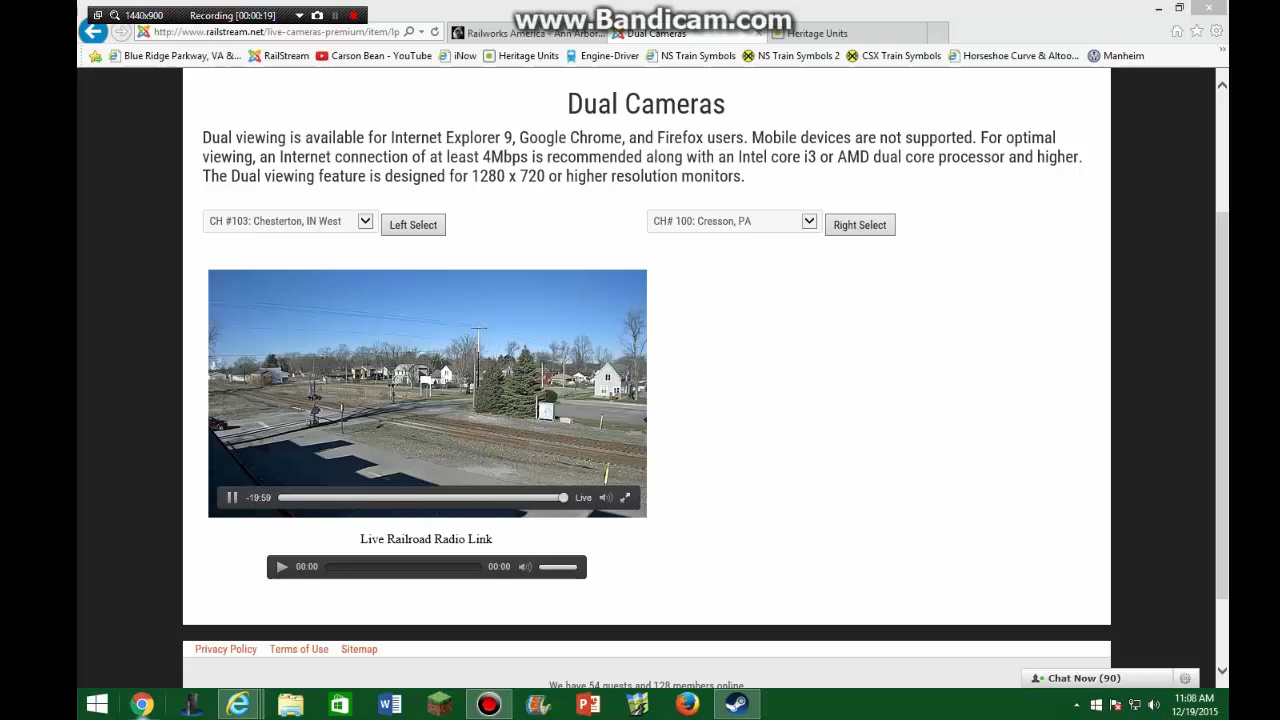 1440x900 Recording [00:00:19]
www.Bandicam.com
http://www.railstream.net/live-cameras-premium/item/lp
Railworks America - Ann Arbor...
Dual Cameras
Heritage Units
Blue Ridge Parkway, VA &... RailStream Carson Bean - YouTube iNow Heritage Units Engine-Driver NS Train Symbols NS Train Symbols 2 CSX Train Symbols Horseshoe Curve & Altoo... Manheim
Dual Cameras
Dual viewing is available for Internet Explorer 9, Google Chrome, and Firefox users. Mobile devices are not supported. For optimal
viewing, an Internet connection of at least 4Mbps is recommended along with an Intel core i3 or AMD dual core processor and higher.
The Dual viewing feature is designed for 1280 x 720 or higher resolution monitors.
CH #103: Chesterton, IN West Left Select CH# 100: Cresson, PA Right Select
-19:59 Live
Live Railroad Radio Link
00:00 00:00
Privacy Policy Terms of Use Sitemap
We have 54 guests and 128 members online
Chat Now (90)
11:08 AM
12/19/2015